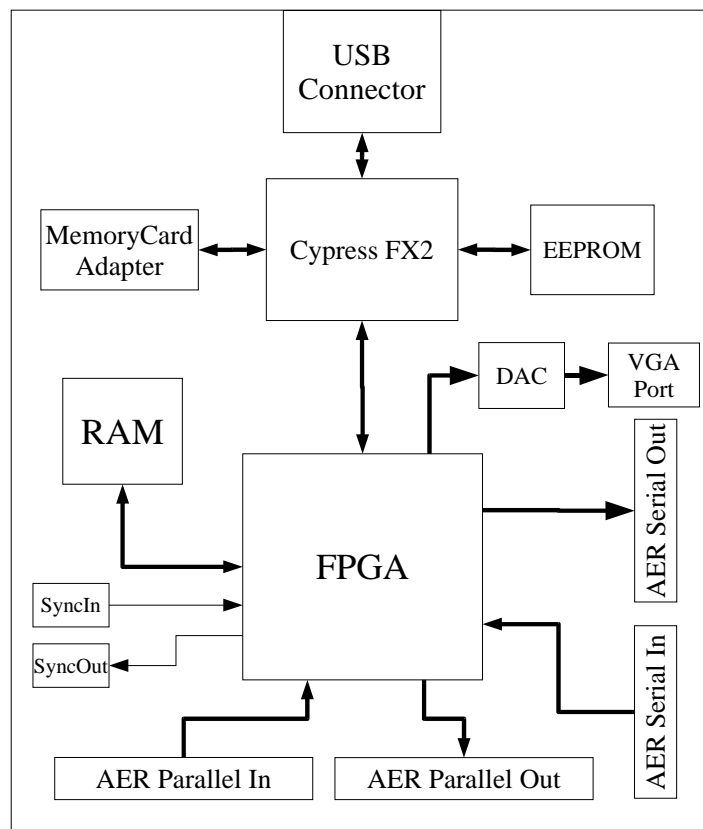 USB
Connector
MemoryCard
Adapter
Cypress FX2
EEPROM
DAC
VGA
Port
RAM
AER Serial Out
FPGA
SyncIn
SyncOut
AER Serial In
AER Parallel In
AER Parallel Out